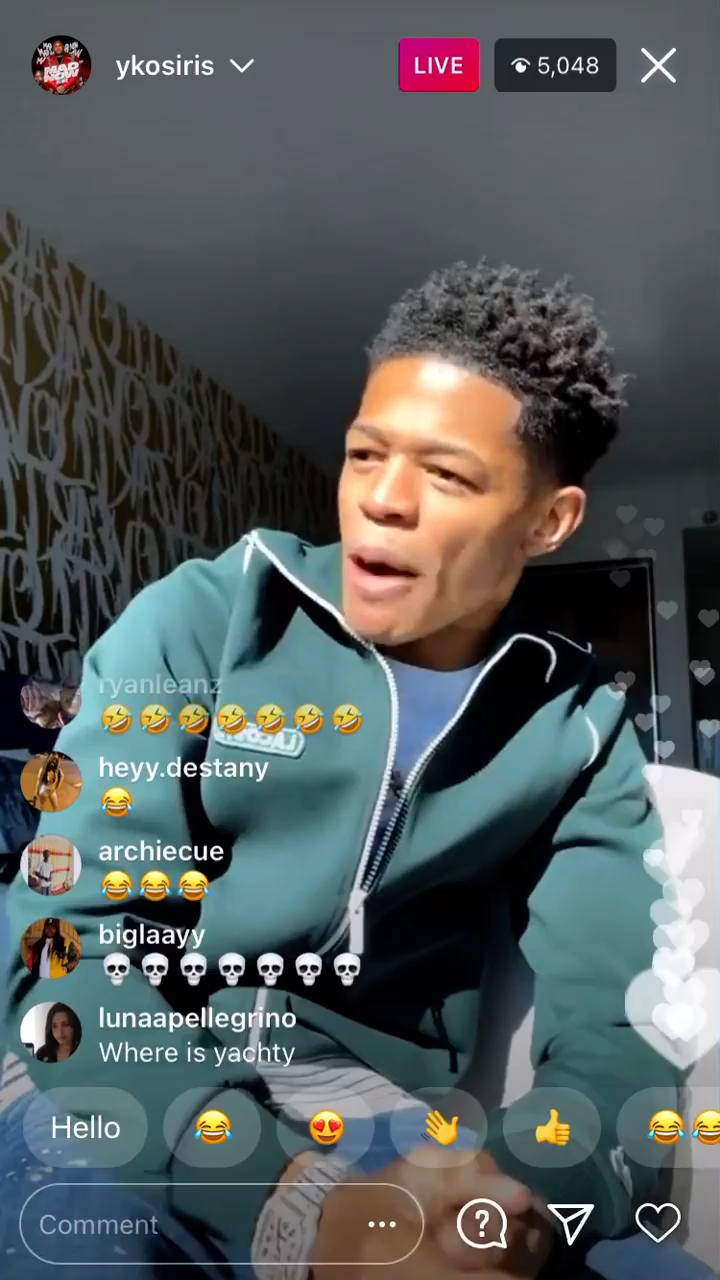 ykosiris
LIVE
5,048
ryanleanz
🤣🤣🤣🤣🤣🤣🤣
heyy.destany
😂
archiecue
😂😂😂
biglaayy
💀💀💀💀💀💀💀
lunaapellegrino
Where is yachty
Hello 😂 😍 👋 👍 😂😂
Comment